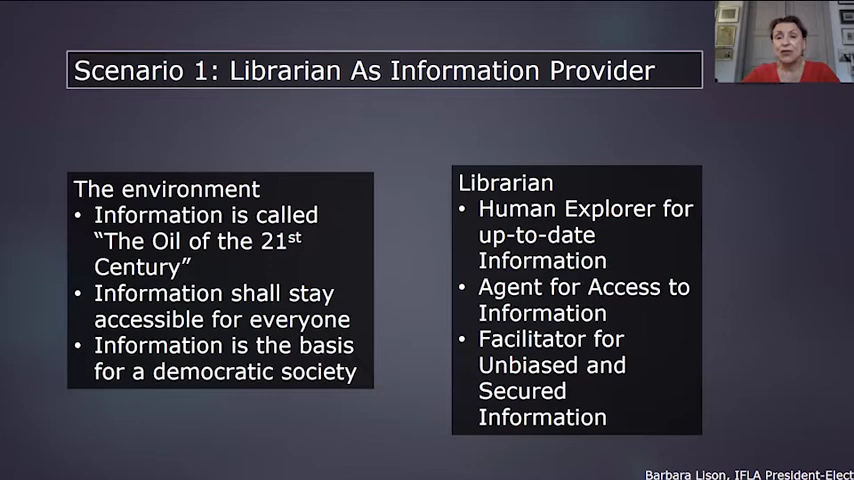 Scenario 1: Librarian As Information Provider
The environment
• Information is called
“The Oil of the 21st
Century”
• Information shall stay
accessible for everyone
• Information is the basis
for a democratic society
Librarian
• Human Explorer for
up-to-date
Information
• Agent for Access to
Information
• Facilitator for
Unbiased and
Secured
Information
Barbara Lison, IFLA President-Elect